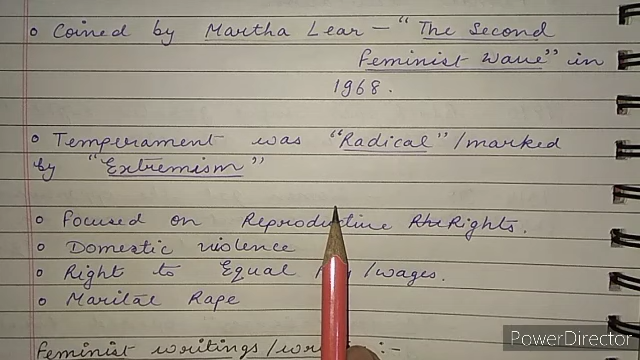 • Coined by Martha Lear - "The Second
Feminist Wave" in
1968.
• Temperament was "Radical"/marked
by "Extremism"
• Focused on Reproductive Rights.
• Domestic violence
• Right to Equal /wages.
• Marital Rape
Feminist writings/ :-
PowerDirector